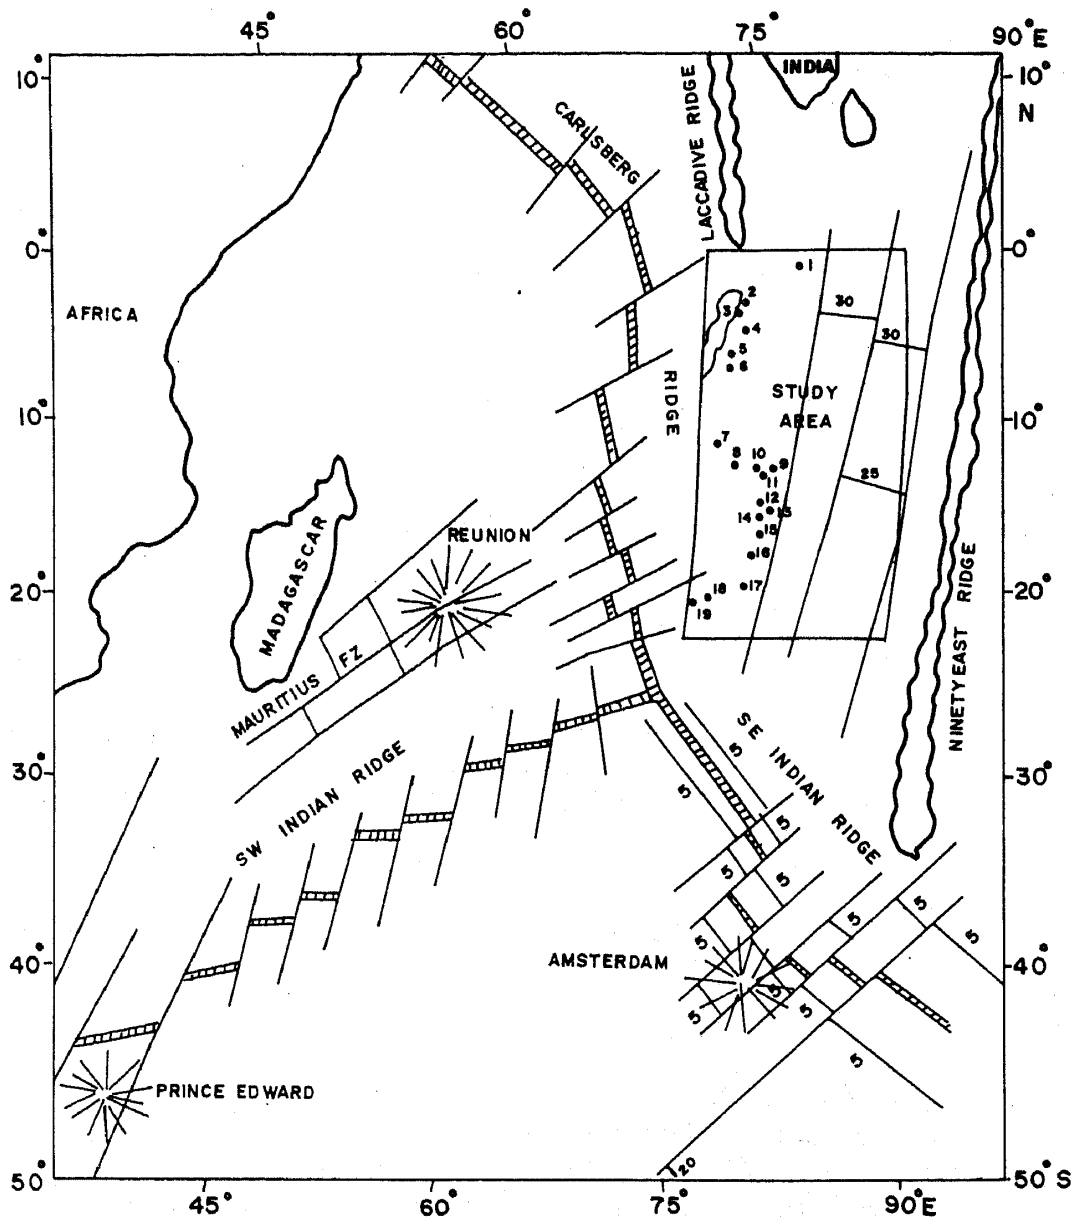 45° 60° 75° 90°E
10° 10°
N
INDIA
CARLSBERG
LACCADIVE RIDGE
0° 0°
1
2
3
4
5
6
30
30
AFRICA
RIDGE
STUDY
AREA
10° 10°
7
8 10 9
11
12
13
14
15
16
17
18
19
25
REUNION
MADAGASCAR
20° 20°
MAURITIUS FZ
NINETYEAST RIDGE
SW INDIAN RIDGE
SE INDIAN RIDGE
30° 30°
5
5
5
5
5
5
5
5
5
5
5
5
5
5
AMSTERDAM
40° 40°
PRINCE EDWARD
20
50° 50°S
45° 60° 75° 90°E